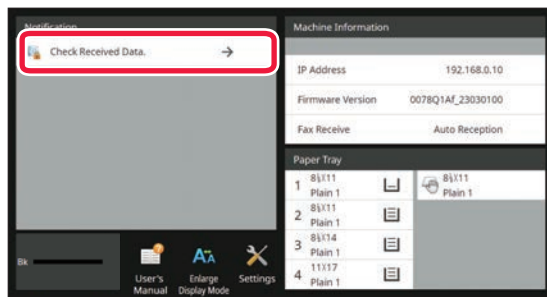 Notification
Check Received Data.
Machine Information
IP Address 192.168.0.10
Firmware Version 0078Q1Af_23030100
Fax Receive Auto Reception
Paper Tray
1 8½X11
Plain 1
2 8½X11
Plain 1
3 8½X14
Plain 1
4 11X17
Plain 1
8½X11
Plain 1
Bk
User's
Manual
Enlarge
Display Mode
Settings